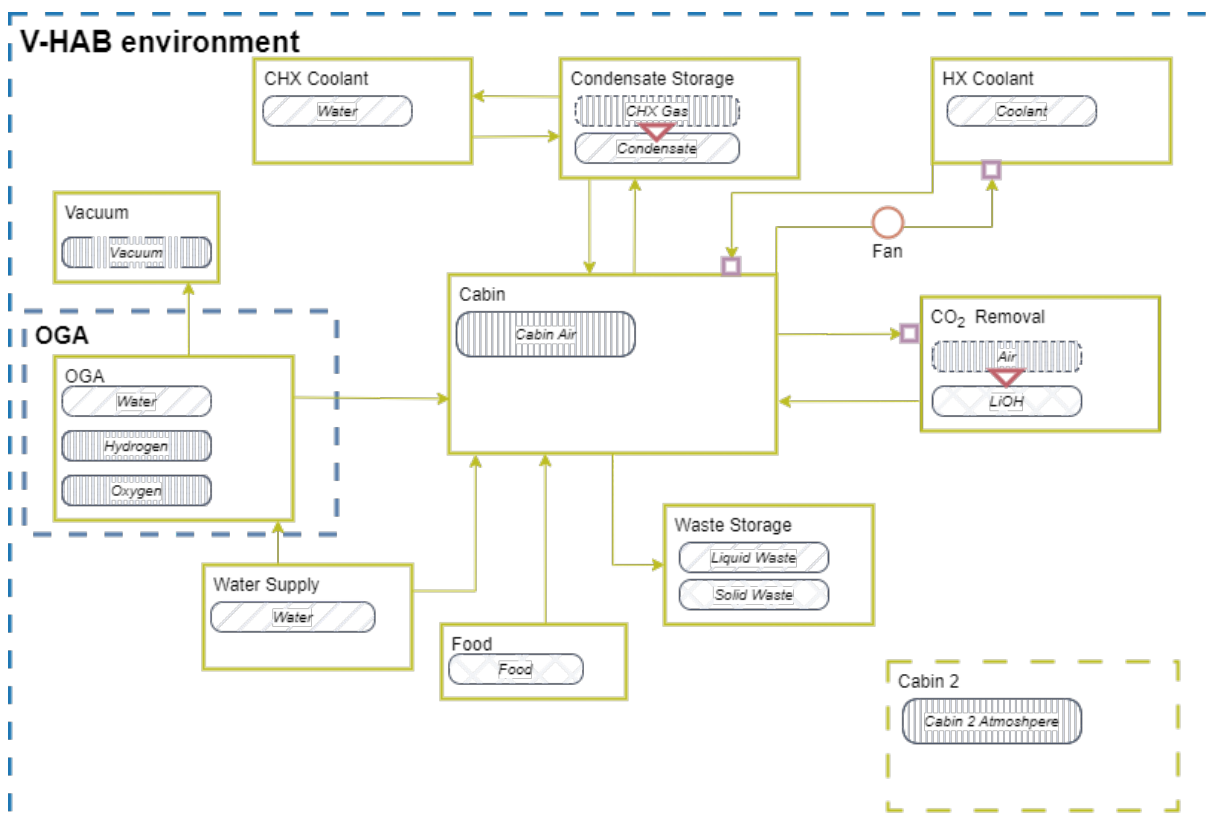 V-HAB environment
CHX Coolant
Water
Condensate Storage
CHX Gas
Condensate
HX Coolant
Coolant
Vacuum
Vacuum
Fan
Cabin
Cabin Air
CO₂ Removal
Air
LiOH
OGA
OGA
Water
Hydrogen
Oxygen
Waste Storage
Liquid Waste
Solid Waste
Water Supply
Water
Food
Food
Cabin 2
Cabin 2 Atmoshpere